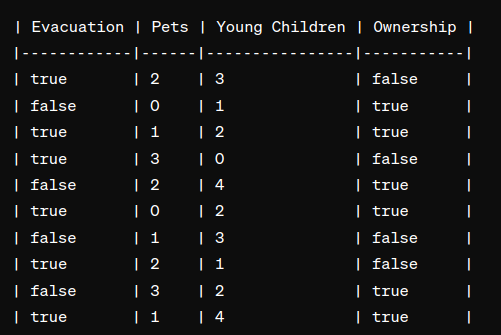 | Evacuation | Pets | Young Children | Ownership |
|------------|------|----------------|-----------|
| true       | 2    | 3              | false     |
| false      | 0    | 1              | true      |
| true       | 1    | 2              | true      |
| true       | 3    | 0              | false     |
| false      | 2    | 4              | true      |
| true       | 0    | 2              | true      |
| false      | 1    | 3              | false     |
| true       | 2    | 1              | false     |
| false      | 3    | 2              | true      |
| true       | 1    | 4              | true      |